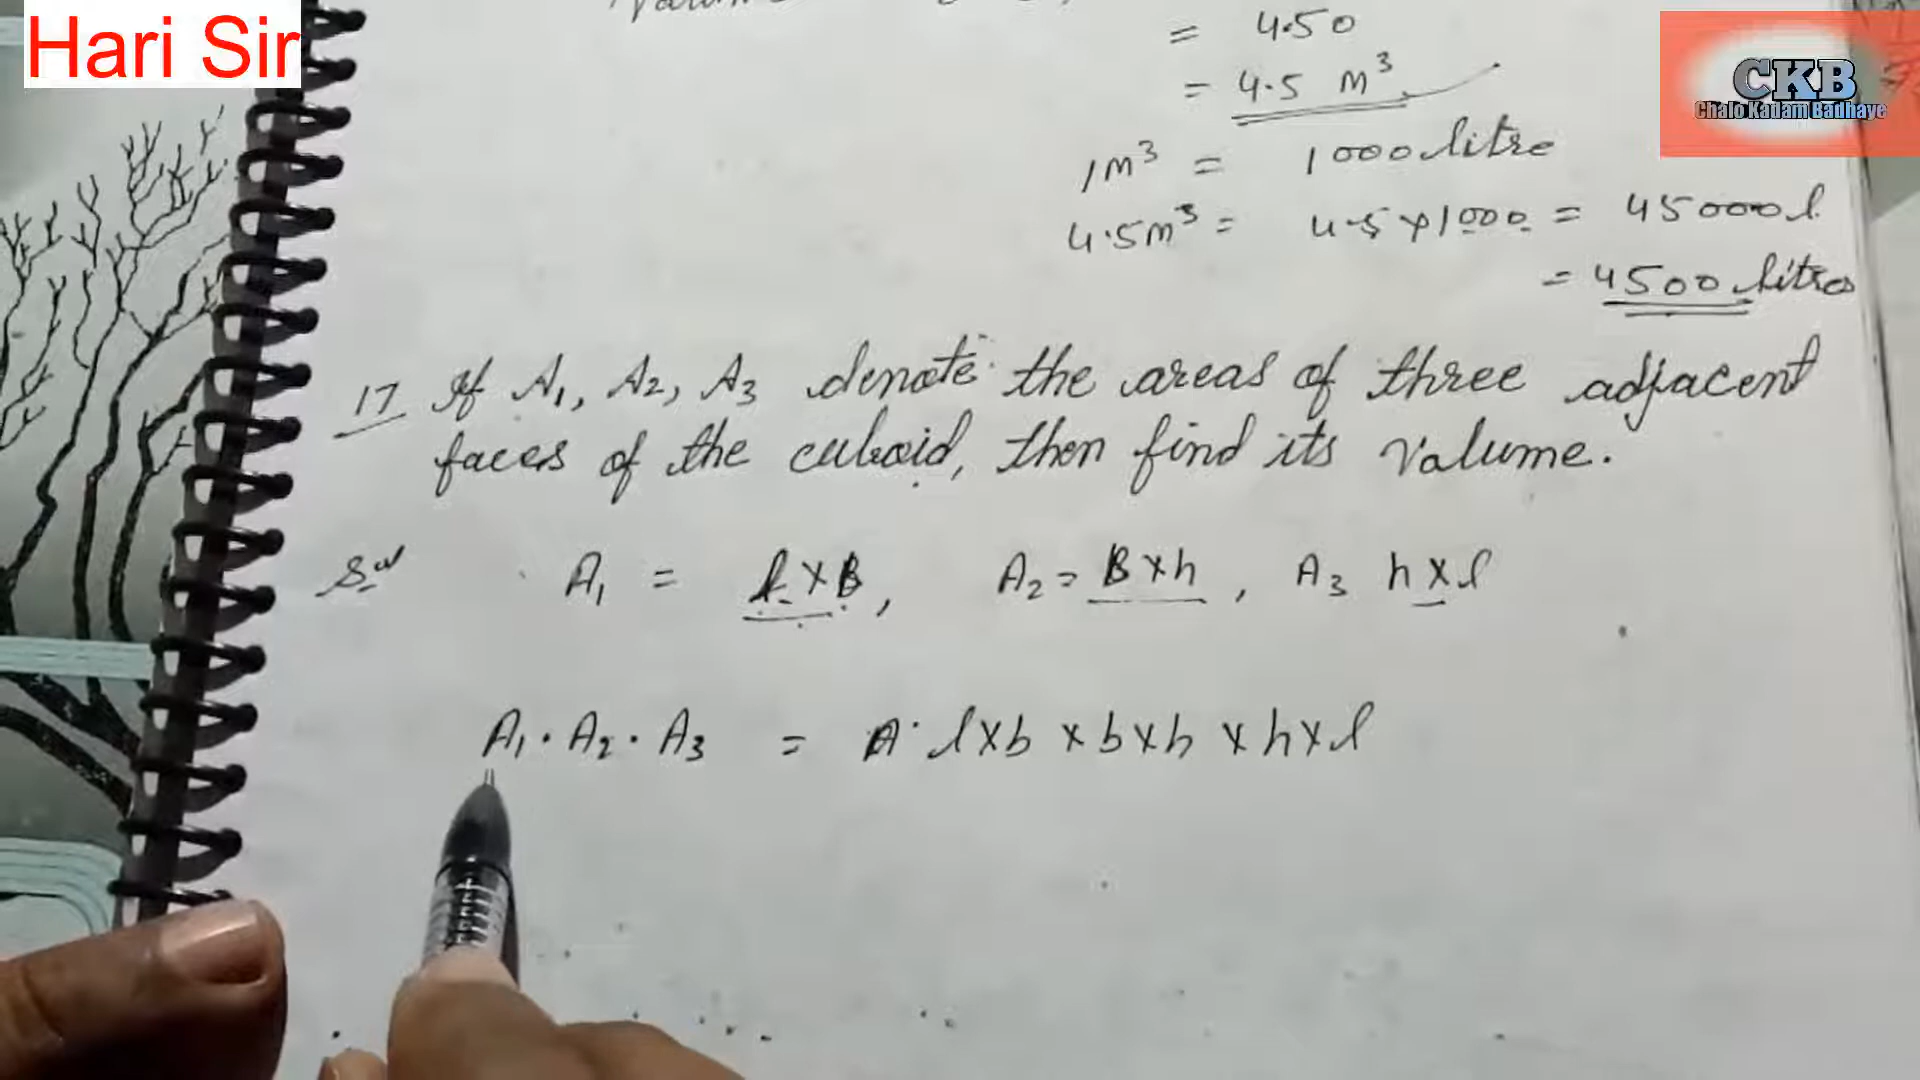 Hari Sir
CKB
Chalo Kadam Badhaye
= 4.50
= 4.5 m³
1m³ = 1000 litre
4.5m³ = 4.5 × 1000 = 45000 l.
= 4500 litres
17 If A₁, A₂, A₃ denote the areas of three adjacent
faces of the cuboid, then find its Volume.
Sol A₁ = l × B, A₂ = B × h, A₃ h × l
A₁ · A₂ · A₃ = l × b × b × h × h × l